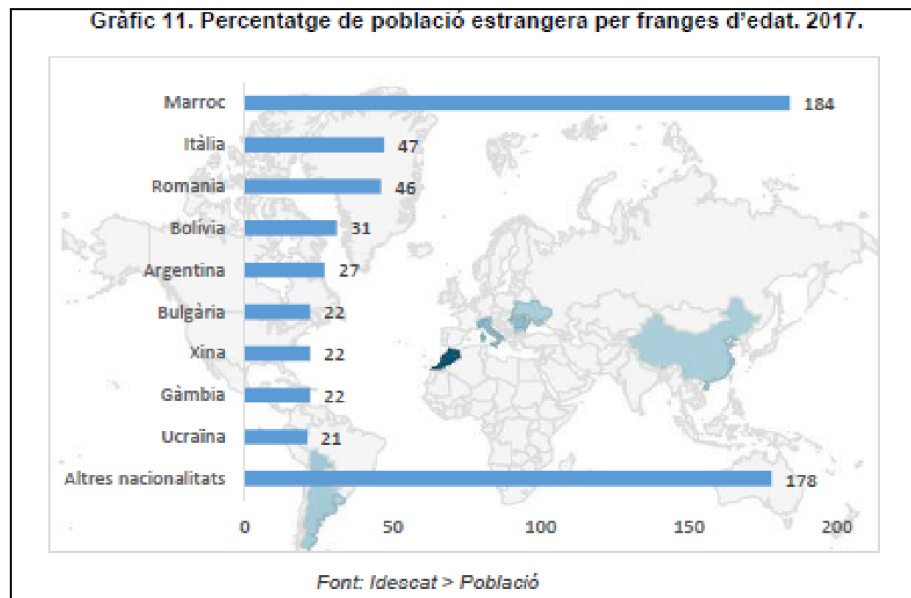 Gràfic 11. Percentatge de població estrangera per franges d'edat. 2017.
Marroc 184
Itàlia 47
Romania 46
Bolívia 31
Argentina 27
Bulgària 22
Xina 22
Gàmbia 22
Ucraïna 21
Altres nacionalitats 178
0 50 100 150 200
Font: Idescat > Població